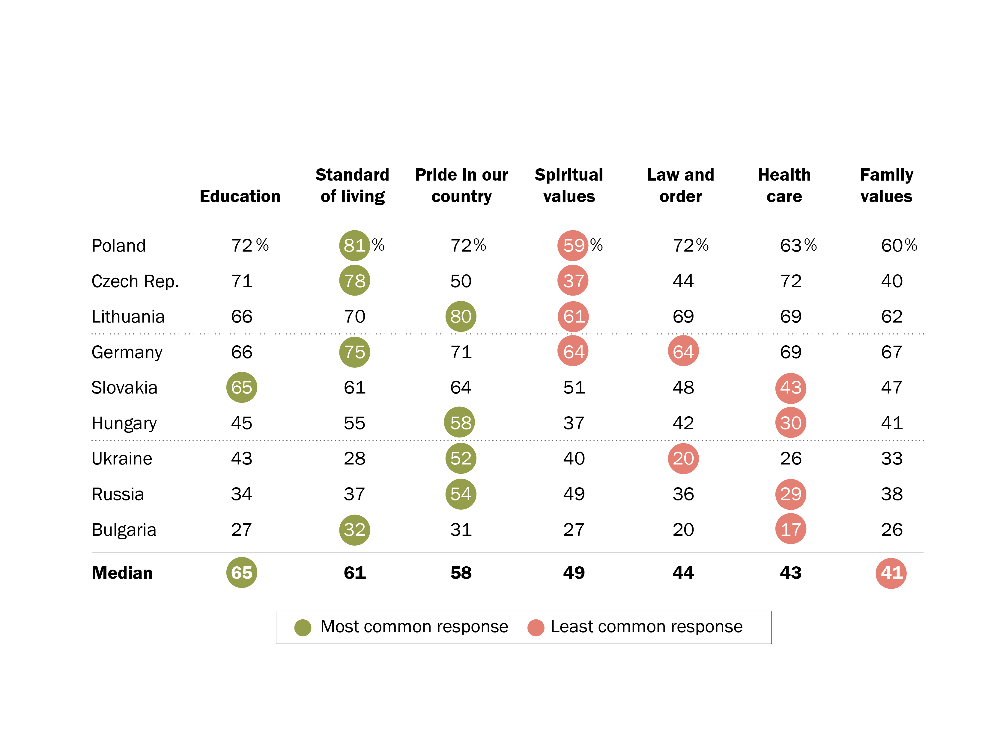 Education Standard of living Pride in our country Spiritual values Law and order Health care Family values
Poland 72% 81% 72% 59% 72% 63% 60%
Czech Rep. 71 78 50 37 44 72 40
Lithuania 66 70 80 61 69 69 62
Germany 66 75 71 64 64 69 67
Slovakia 65 61 64 51 48 43 47
Hungary 45 55 58 37 42 30 41
Ukraine 43 28 52 40 20 26 33
Russia 34 37 54 49 36 29 38
Bulgaria 27 32 31 27 20 17 26
Median 65 61 58 49 44 43 41
Most common response Least common response